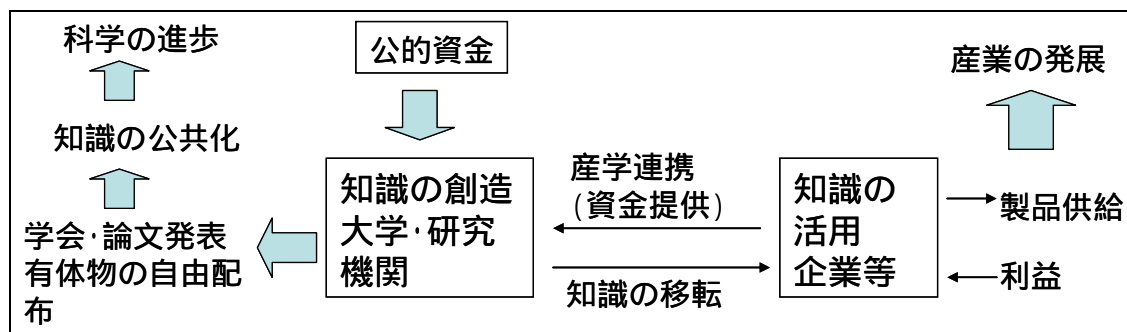 科学の進歩
公的資金
産業の発展
知識の公共化
知識の創造
大学・研究
機関
産学連携
(資金提供)
知識の
活用
企業等
製品供給
学会・論文発表
有体物の自由配
布
知識の移転
利益